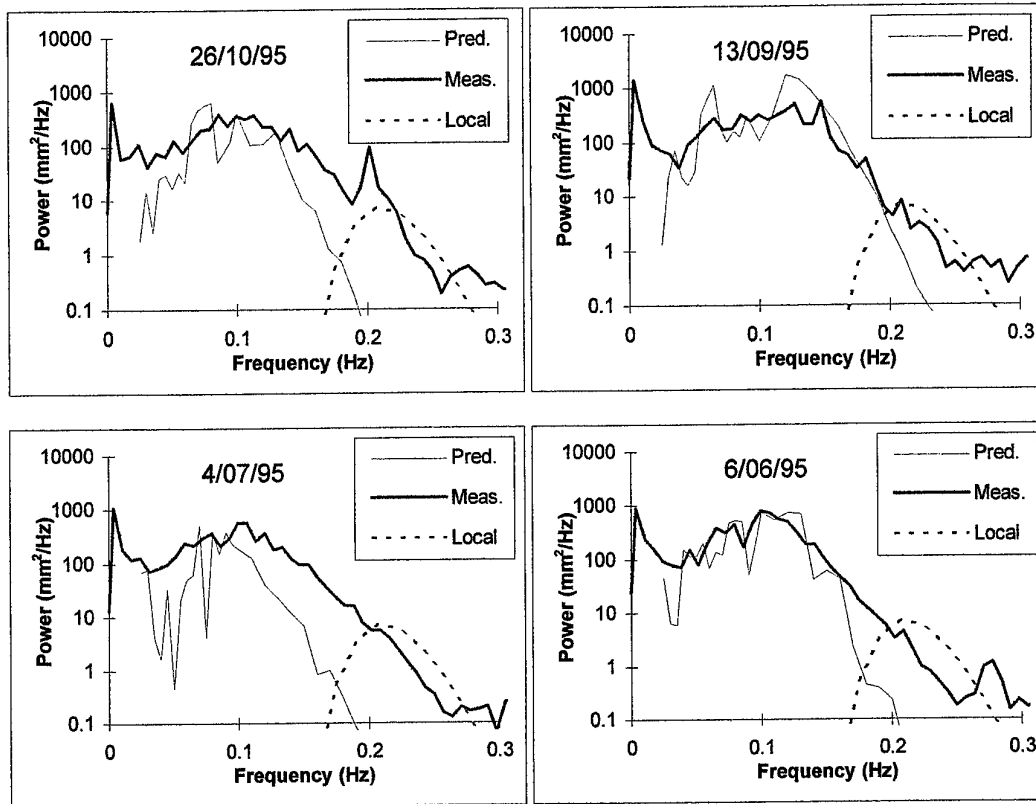 26/10/95
Pred.
Meas.
Local
Power (mm²/Hz)
10000
1000
100
10
1
0.1
0
0.1
0.2
0.3
Frequency (Hz)
13/09/95
Pred.
Meas.
Local
Power (mm²/Hz)
10000
1000
100
10
1
0.1
0
0.1
0.2
0.3
Frequency (Hz)
4/07/95
Pred.
Meas.
Local
Power (mm²/Hz)
10000
1000
100
10
1
0.1
0
0.1
0.2
0.3
Frequency (Hz)
6/06/95
Pred.
Meas.
Local
Power (mm²/Hz)
10000
1000
100
10
1
0.1
0
0.1
0.2
0.3
Frequency (Hz)